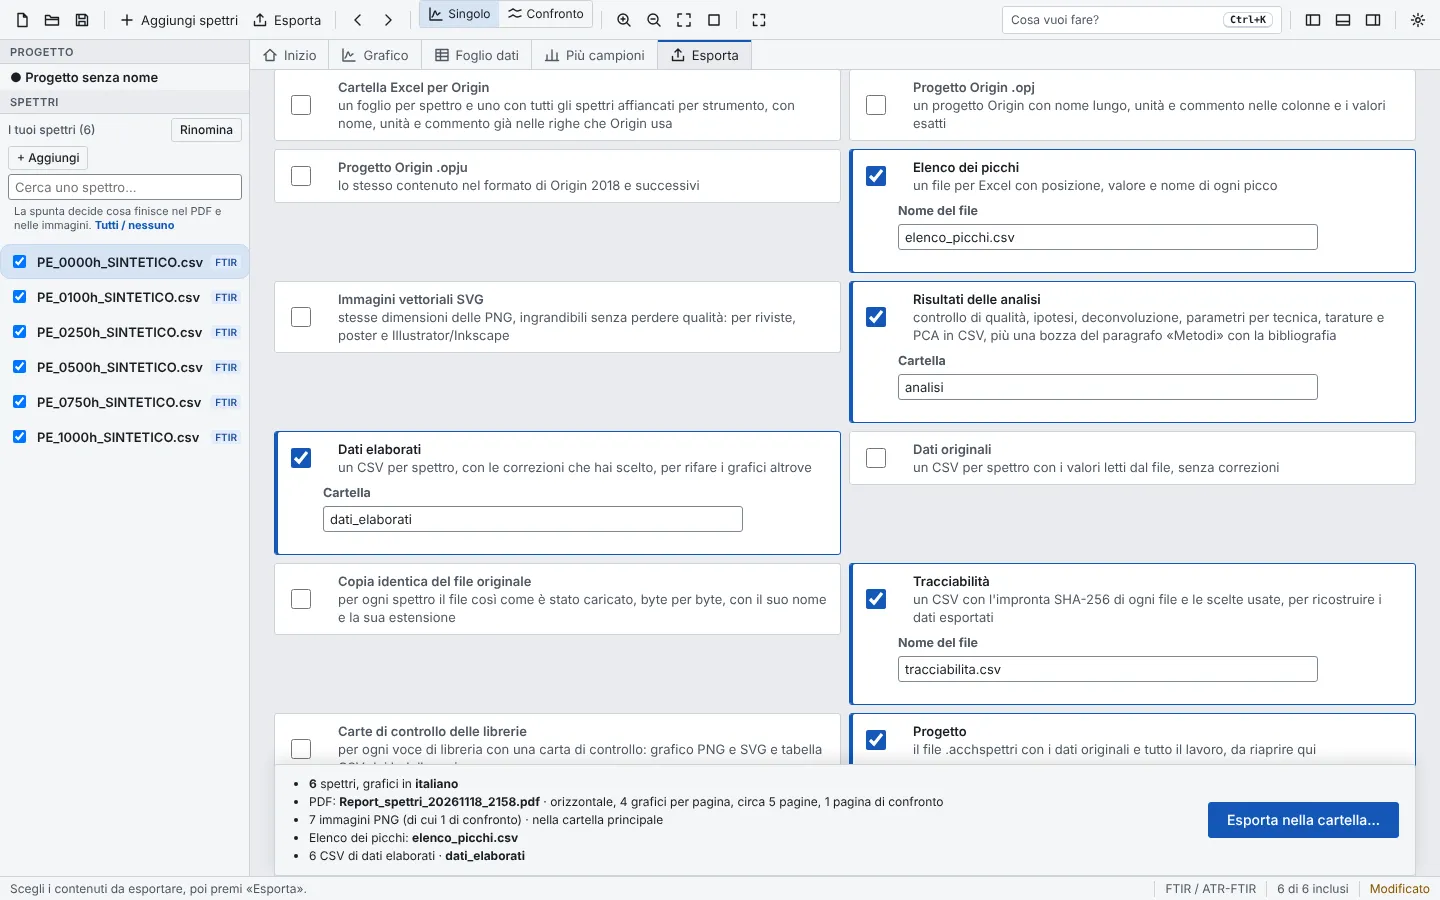 Aggiungi spettri
Esporta
Singolo
Confronto
Cosa vuoi fare?
Ctrl+K
PROGETTO
Progetto senza nome
SPETTRI
I tuoi spettri (6)
Rinomina
+ Aggiungi
Cerca uno spettro...
La spunta decide cosa finisce nel PDF e
nelle immagini. Tutti / nessuno
PE_0000h_SINTETICO.csv FTIR
PE_0100h_SINTETICO.csv FTIR
PE_0250h_SINTETICO.csv FTIR
PE_0500h_SINTETICO.csv FTIR
PE_0750h_SINTETICO.csv FTIR
PE_1000h_SINTETICO.csv FTIR
Inizio
Grafico
Foglio dati
Più campioni
Esporta
Cartella Excel per Origin
un foglio per spettro e uno con tutti gli spettri affiancati per strumento, con
nome, unità e commento già nelle righe che Origin usa
Progetto Origin .opj
un progetto Origin con nome lungo, unità e commento nelle colonne e i valori
esatti
Progetto Origin .opju
lo stesso contenuto nel formato di Origin 2018 e successivi
Elenco dei picchi
un file per Excel con posizione, valore e nome di ogni picco
Nome del file
elenco_picchi.csv
Immagini vettoriali SVG
stesse dimensioni delle PNG, ingrandibili senza perdere qualità: per riviste,
poster e Illustrator/Inkscape
Risultati delle analisi
controllo di qualità, ipotesi, deconvoluzione, parametri per tecnica, tarature e
PCA in CSV, più una bozza del paragrafo «Metodi» con la bibliografia
Cartella
analisi
Dati elaborati
un CSV per spettro, con le correzioni che hai scelto, per rifare i grafici altrove
Cartella
dati_elaborati
Dati originali
un CSV per spettro con i valori letti dal file, senza correzioni
Copia identica del file originale
per ogni spettro il file così come è stato caricato, byte per byte, con il suo nome
e la sua estensione
Tracciabilità
un CSV con l'impronta SHA-256 di ogni file e le scelte usate, per ricostruire i
dati esportati
Nome del file
tracciabilita.csv
Carte di controllo delle librerie
per ogni voce di libreria con una carta di controllo: grafico PNG e SVG e tabella
Progetto
il file .acchspettri con i dati originali e tutto il lavoro, da riaprire qui
6 spettri, grafici in italiano
PDF: Report_spettri_20261118_2158.pdf · orizzontale, 4 grafici per pagina, circa 5 pagine, 1 pagina di confronto
7 immagini PNG (di cui 1 di confronto) · nella cartella principale
Elenco dei picchi: elenco_picchi.csv
6 CSV di dati elaborati · dati_elaborati
Esporta nella cartella...
Scegli i contenuti da esportare, poi premi «Esporta».
FTIR / ATR-FTIR
6 di 6 inclusi
Modificato